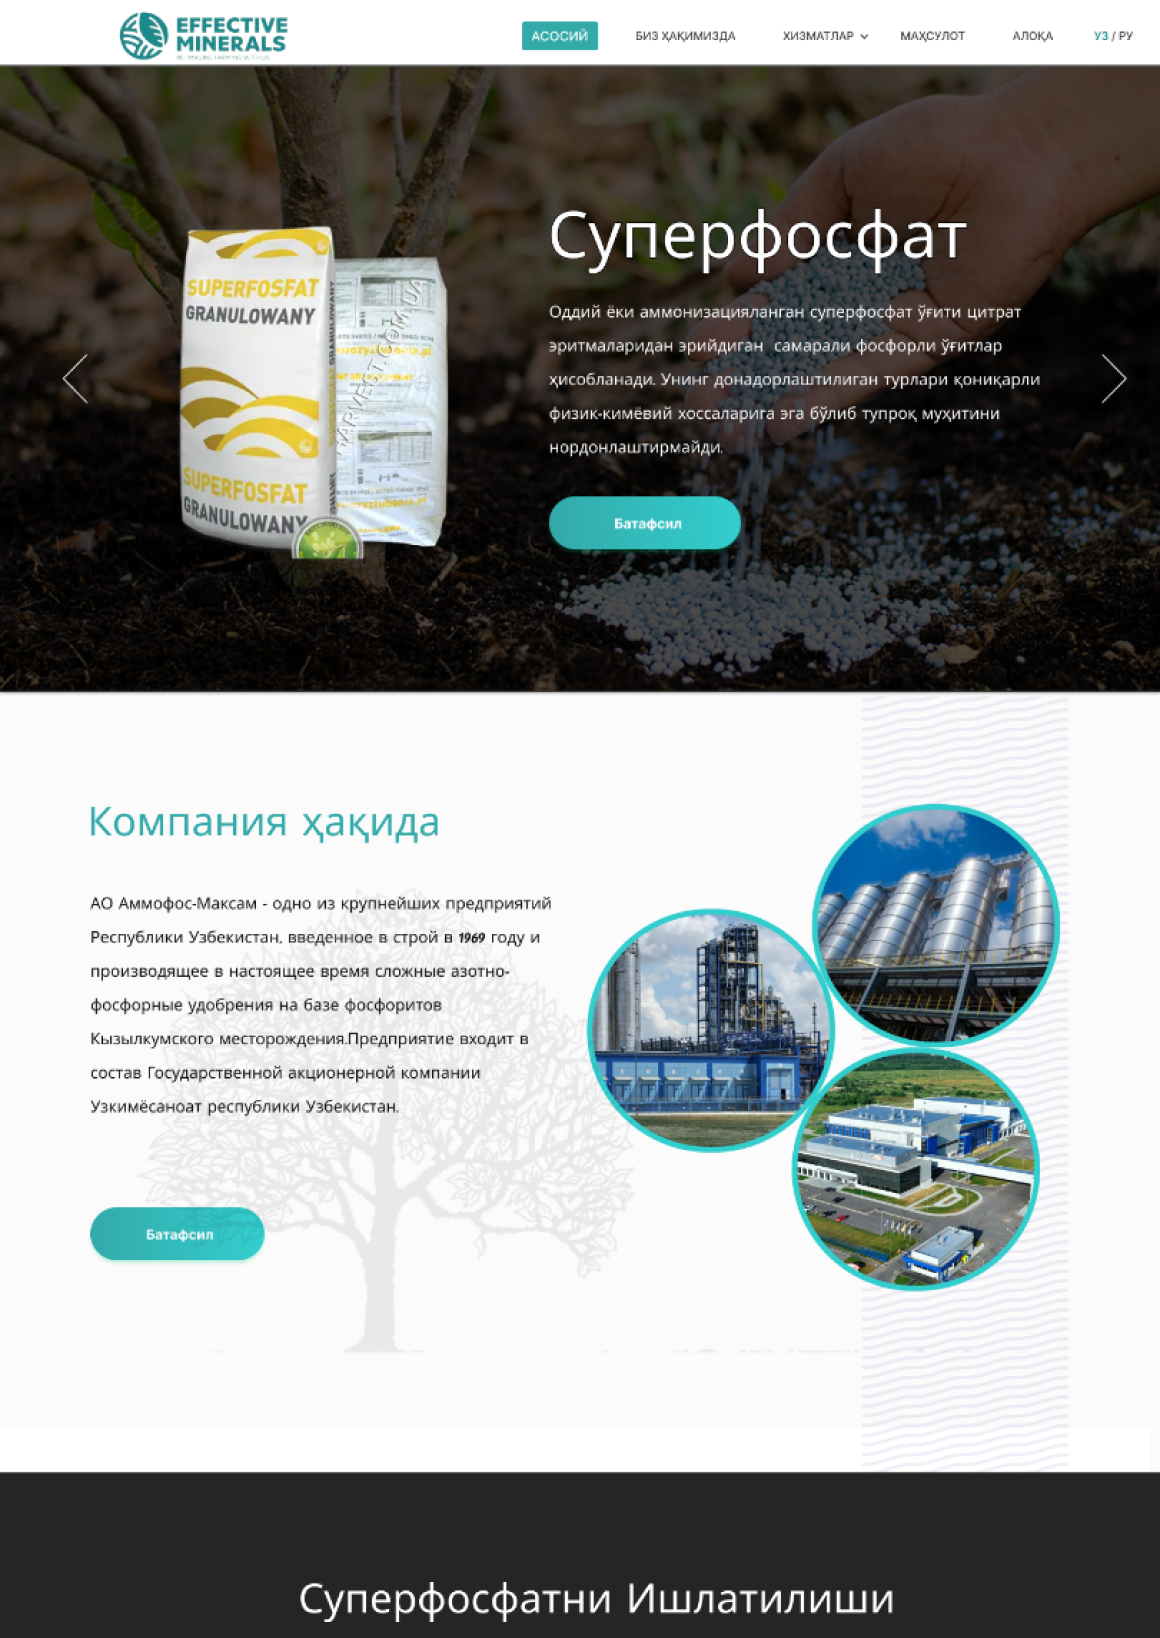 EFFECTIVE
MINERALS
АСОСИЙ
БИЗ ҲАҚИМИЗДА
ХИЗМАТЛАР
МАҲСУЛОТ
АЛОҚА
УЗ / РУ
SUPERFOSFAT
GRANULOWANY
SUPERFOSFAT
GRANULOWANY
Суперфосфат
Оддий ёки аммонизацияланган суперфосфат ўғити цитрат
эритмаларидан эрийдиган самарали фосфорли ўғитлар
ҳисобланади. Унинг донадорлаштилиган турлари қониқарли
физик-кимёвий хоссаларига эга бўлиб тупроқ муҳитини
нордонлаштирмайди.
Батафсил
Компания ҳақида
АО Аммофос-Максам - одно из крупнейших предприятий
Республики Узбекистан, введенное в строй в 1969 году и
производящее в настоящее время сложные азотно-
фосфорные удобрения на базе фосфоритов
Кызылкумского месторождения.Предприятие входит в
состав Государственной акционерной компании
Узкимёсаноат республики Узбекистан.
Батафсил
Суперфосфатни Ишлатилиши